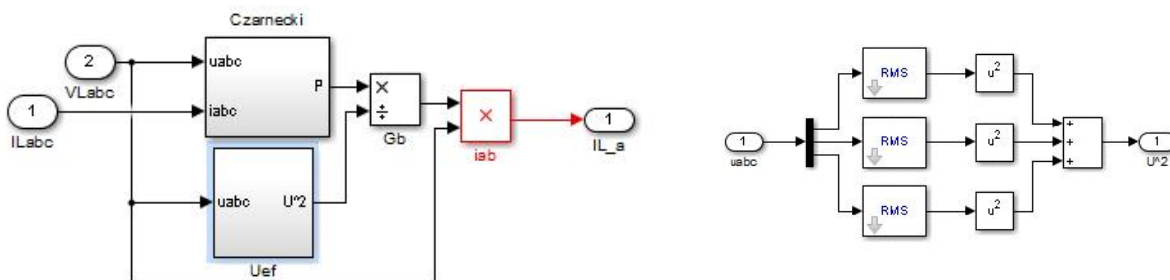 Czarnecki
2
VLabc
uabc
P
1
iabc
ILabc
×
÷
Gb
×
iab
1
IL_a
uabc
U^2
Uef
RMS
u²
+
1
uabc
RMS
u²
+
1
U^2
RMS
u²
+